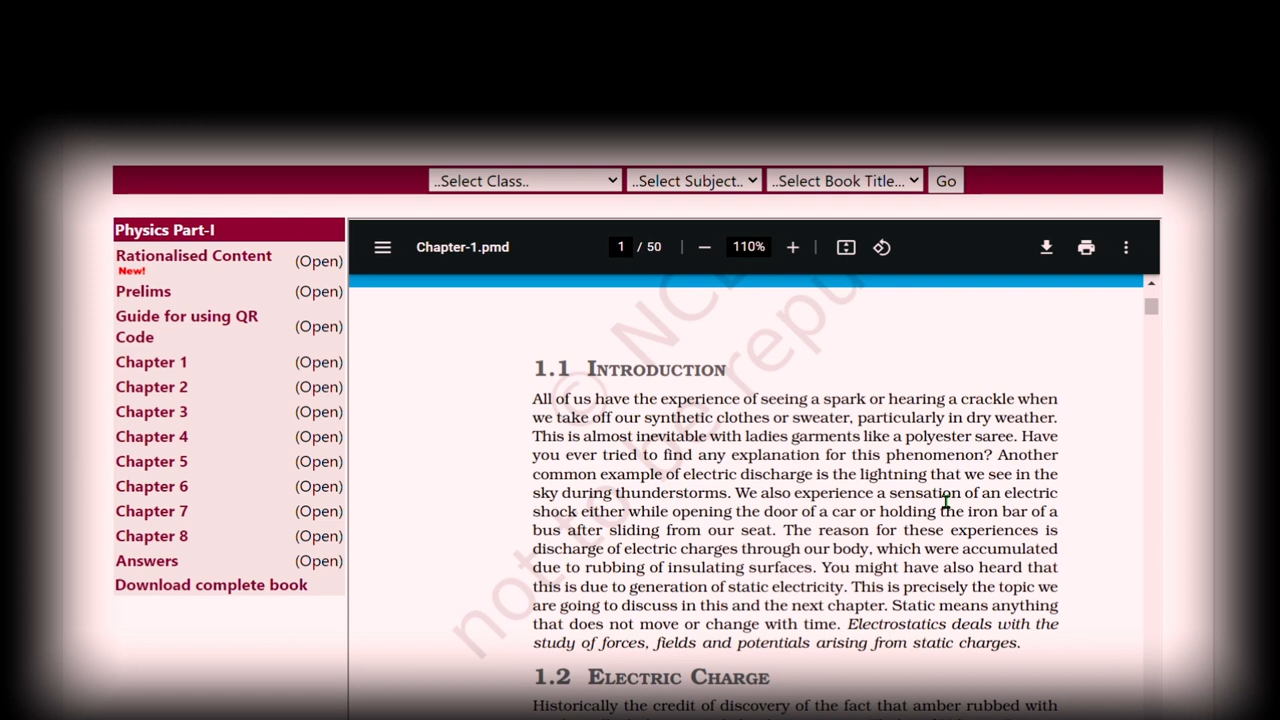 ..Select Class.. ..Select Subject.. ..Select Book Title... Go
Physics Part-I
Rationalised Content (Open)
New!
Prelims (Open)
Guide for using QR Code (Open)
Chapter 1 (Open)
Chapter 2 (Open)
Chapter 3 (Open)
Chapter 4 (Open)
Chapter 5 (Open)
Chapter 6 (Open)
Chapter 7 (Open)
Chapter 8 (Open)
Answers (Open)
Download complete book
Chapter-1.pmd 1 / 50 110%
1.1 INTRODUCTION
All of us have the experience of seeing a spark or hearing a crackle when
we take off our synthetic clothes or sweater, particularly in dry weather.
This is almost inevitable with ladies garments like a polyester saree. Have
you ever tried to find any explanation for this phenomenon? Another
common example of electric discharge is the lightning that we see in the
sky during thunderstorms. We also experience a sensation of an electric
shock either while opening the door of a car or holding the iron bar of a
bus after sliding from our seat. The reason for these experiences is
discharge of electric charges through our body, which were accumulated
due to rubbing of insulating surfaces. You might have also heard that
this is due to generation of static electricity. This is precisely the topic we
are going to discuss in this and the next chapter. Static means anything
that does not move or change with time. Electrostatics deals with the
study of forces, fields and potentials arising from static charges.
1.2 ELECTRIC CHARGE
Historically the credit of discovery of the fact that amber rubbed with
not to be